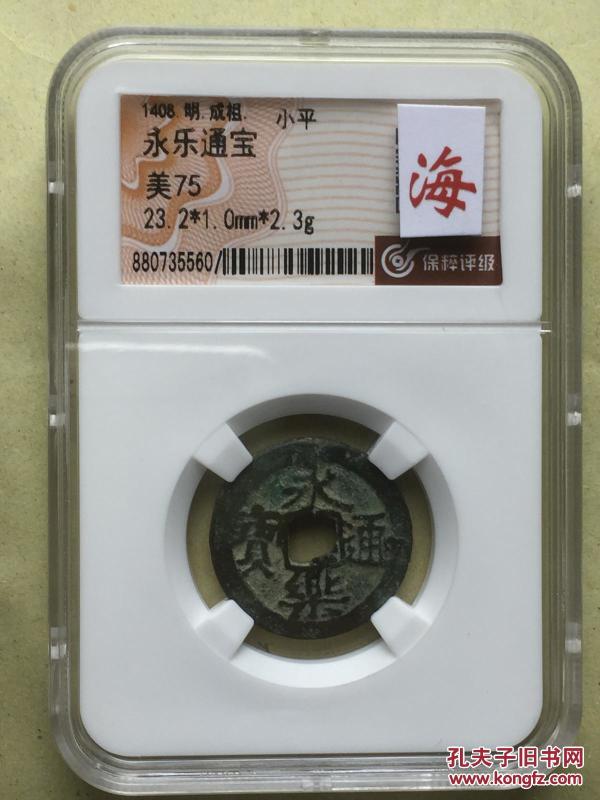 1408.明.成祖. 小平
永乐通宝
美75
23.2*1.0mm*2.3g
880735560/
海
保粹评级
永
寶 通
樂
孔夫子旧书网
www.kongfz.com